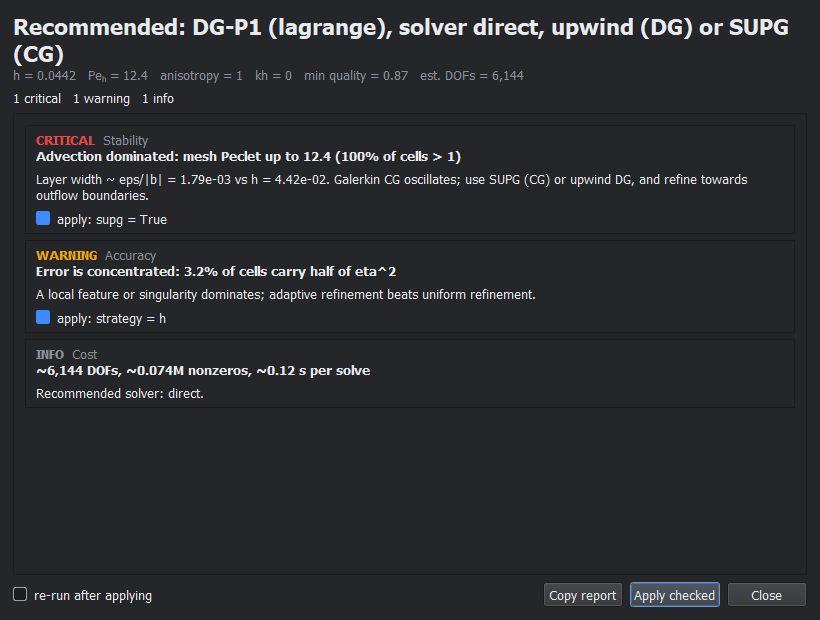 Recommended: DG-P1 (lagrange), solver direct, upwind (DG) or SUPG
(CG)
h = 0.0442   Peₕ = 12.4   anisotropy = 1   kh = 0   min quality = 0.87   est. DOFs = 6,144
1 critical   1 warning   1 info
CRITICAL  Stability
Advection dominated: mesh Peclet up to 12.4 (100% of cells > 1)
Layer width ~ eps/|b| = 1.79e-03 vs h = 4.42e-02. Galerkin CG oscillates; use SUPG (CG) or upwind DG, and refine towards
outflow boundaries.
apply: supg = True
WARNING  Accuracy
Error is concentrated: 3.2% of cells carry half of eta^2
A local feature or singularity dominates; adaptive refinement beats uniform refinement.
apply: strategy = h
INFO  Cost
~6,144 DOFs, ~0.074M nonzeros, ~0.12 s per solve
Recommended solver: direct.
re-run after applying   Copy report   Apply checked   Close